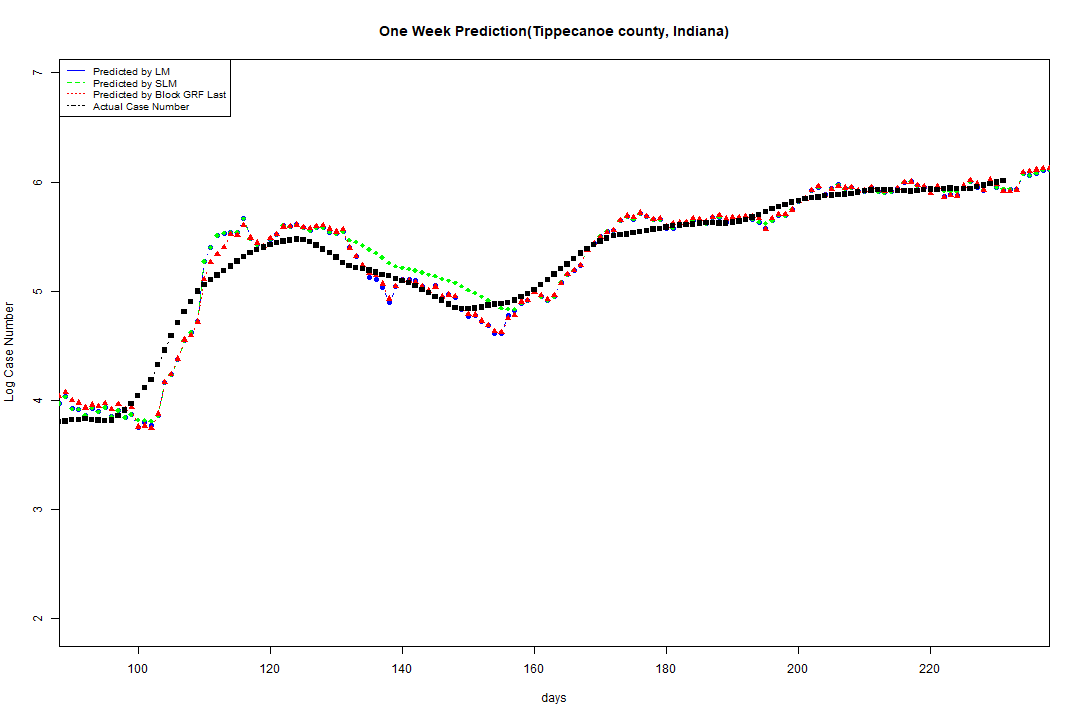 One Week Prediction(Tippecanoe county, Indiana)
Predicted by LM
Predicted by SLM
Predicted by Block GRF Last
Actual Case Number
7
6
5
4
3
2
Log Case Number
100 120 140 160 180 200 220
days